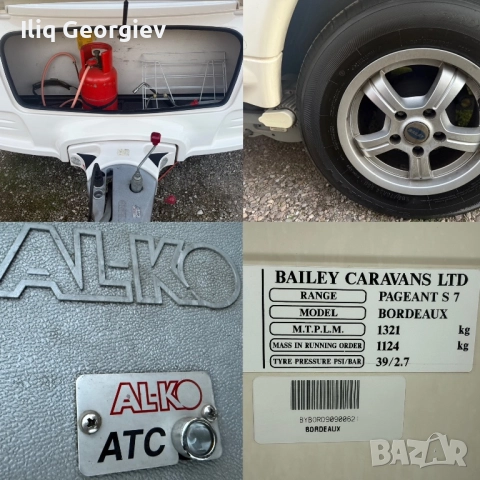 Iliq Georgiev
AL-KO
AL-KO
ATC
BAILEY CARAVANS LTD
RANGE PAGEANT S 7
MODEL BORDEAUX
M.T.P.L.M. 1321 kg
MASS IN RUNNING ORDER 1124 kg
TYRE PRESSURE PSI/BAR 39/2.7
BORDEAUX
BAZAR